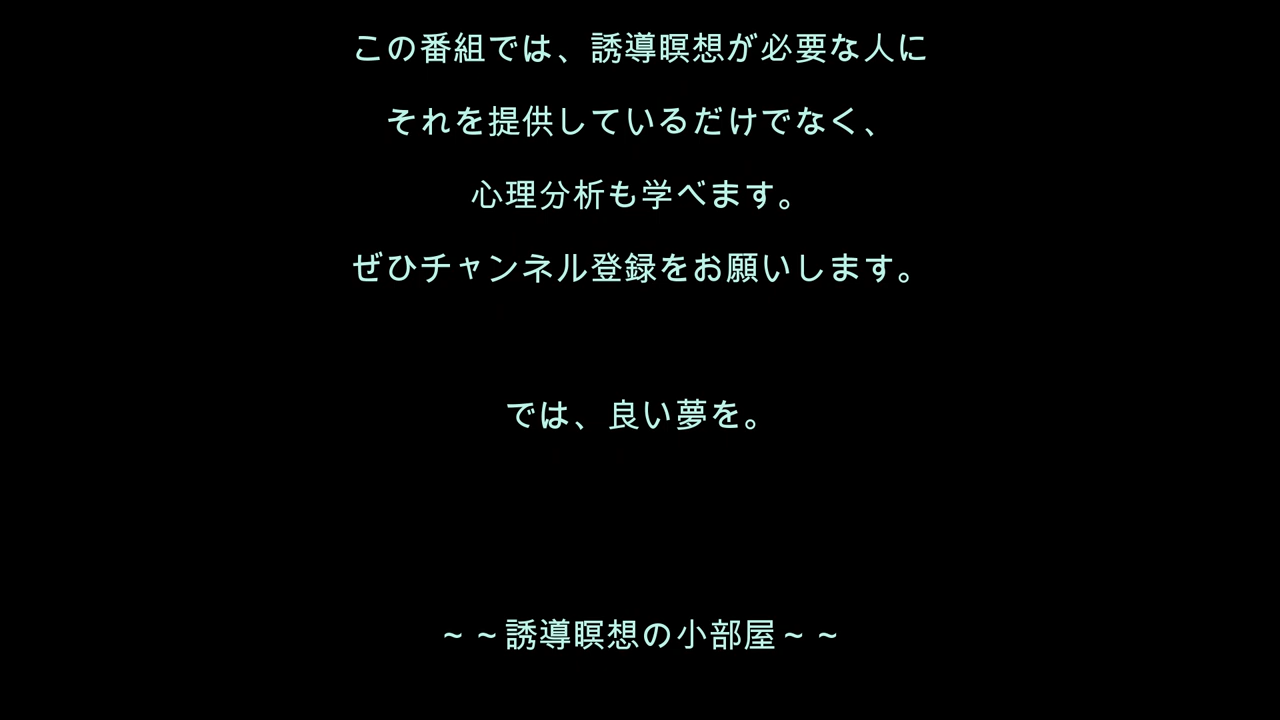 この番組では、誘導瞑想が必要な人に
それを提供しているだけでなく、
心理分析も学べます。
ぜひチャンネル登録をお願いします。
では、良い夢を。
~ ~誘導瞑想の小部屋~ ~